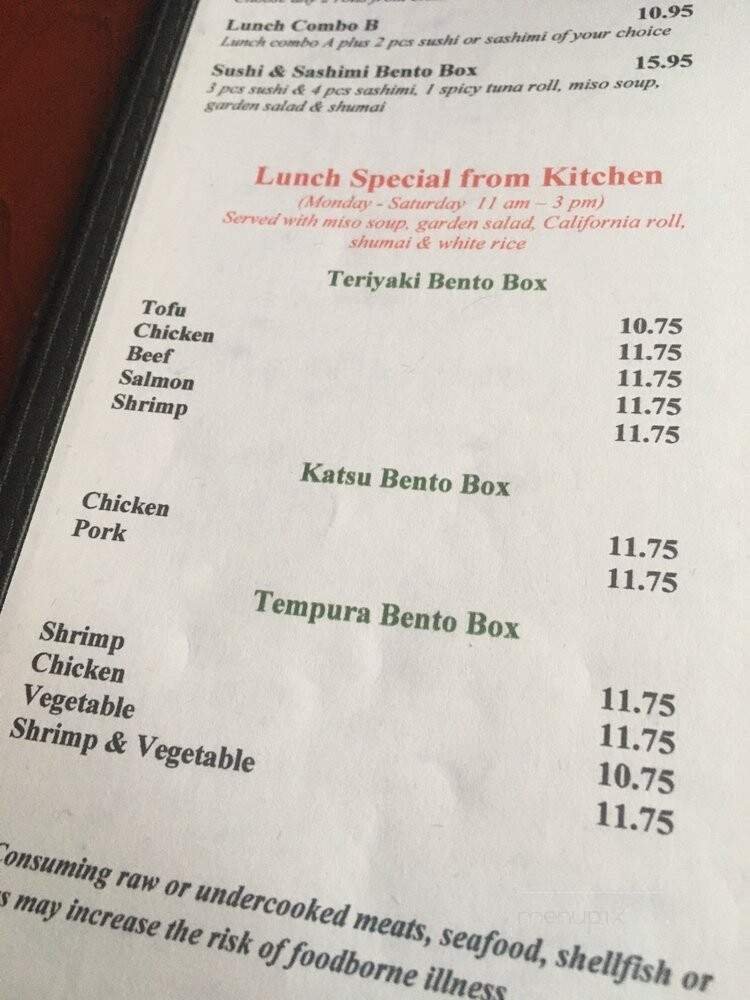 10.95
Lunch Combo B
Lunch combo A plus 2 pcs sushi or sashimi of your choice
Sushi & Sashimi Bento Box 15.95
3 pcs sushi & 4 pcs sashimi, 1 spicy tuna roll, miso soup,
garden salad & shumai
Lunch Special from Kitchen
(Monday - Saturday 11 am – 3 pm)
Served with miso soup, garden salad, California roll,
shumai & white rice
Teriyaki Bento Box
Tofu 10.75
Chicken 11.75
Beef 11.75
Salmon 11.75
Shrimp 11.75
Katsu Bento Box
Chicken 11.75
Pork 11.75
Tempura Bento Box
Shrimp 11.75
Chicken 11.75
Vegetable 10.75
Shrimp & Vegetable 11.75
Consuming raw or undercooked meats, seafood, shellfish or
may increase the risk of foodborne illness
menupix